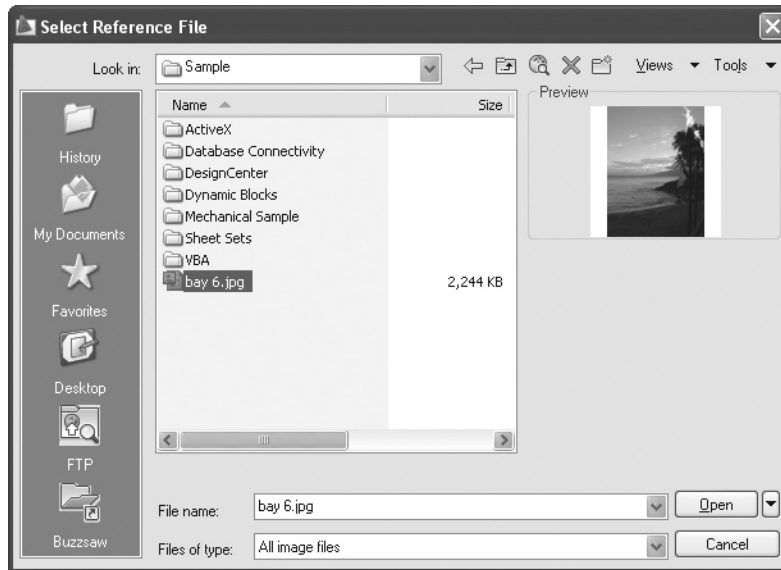 Select Reference File
Look in:
Sample
Views
Tools
History
My Documents
Favorites
Desktop
FTP
Buzzsaw
Name
Size
ActiveX
Database Connectivity
DesignCenter
Dynamic Blocks
Mechanical Sample
Sheet Sets
VBA
bay 6.jpg 2,244 KB
Preview
File name:
bay 6.jpg
Open
Files of type:
All image files
Cancel